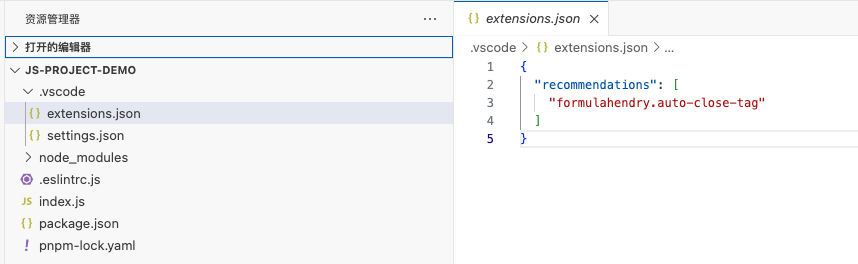 资源管理器
打开的编辑器
JS-PROJECT-DEMO
.vscode
{} extensions.json
{} settings.json
node_modules
.eslintrc.js
JS index.js
{} package.json
! pnpm-lock.yaml
{} extensions.json ×
.vscode > {} extensions.json > ...
1 {
2 "recommendations": [
3 "formulahendry.auto-close-tag"
4 ]
5 }